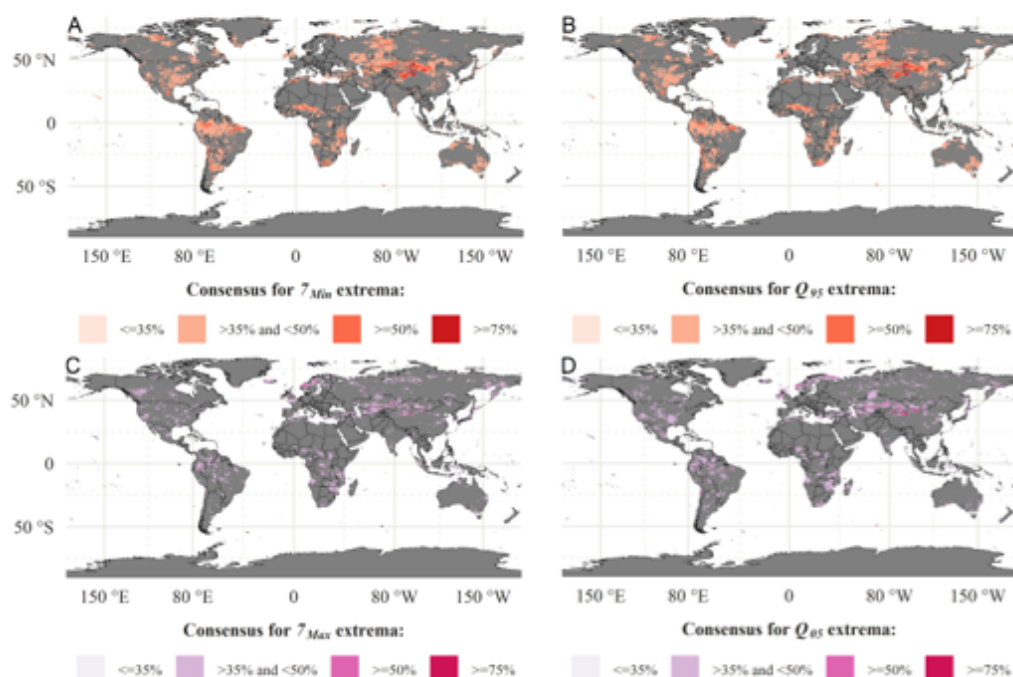 A B
50 °N
0
50 °S
150 °E 80 °E 0 80 °W 150 °W 150 °E 80 °E 0 80 °W 150 °W
Consensus for 7Min extrema: Consensus for Q95 extrema:
<=35% >35% and <50% >=50% >=75% <=35% >35% and <50% >=50% >=75%
C D
50 °N
0
50 °S
150 °E 80 °E 0 80 °W 150 °W 150 °E 80 °E 0 80 °W 150 °W
Consensus for 7Max extrema: Consensus for Q05 extrema:
<=35% >35% and <50% >=50% >=75% <=35% >35% and <50% >=50% >=75%